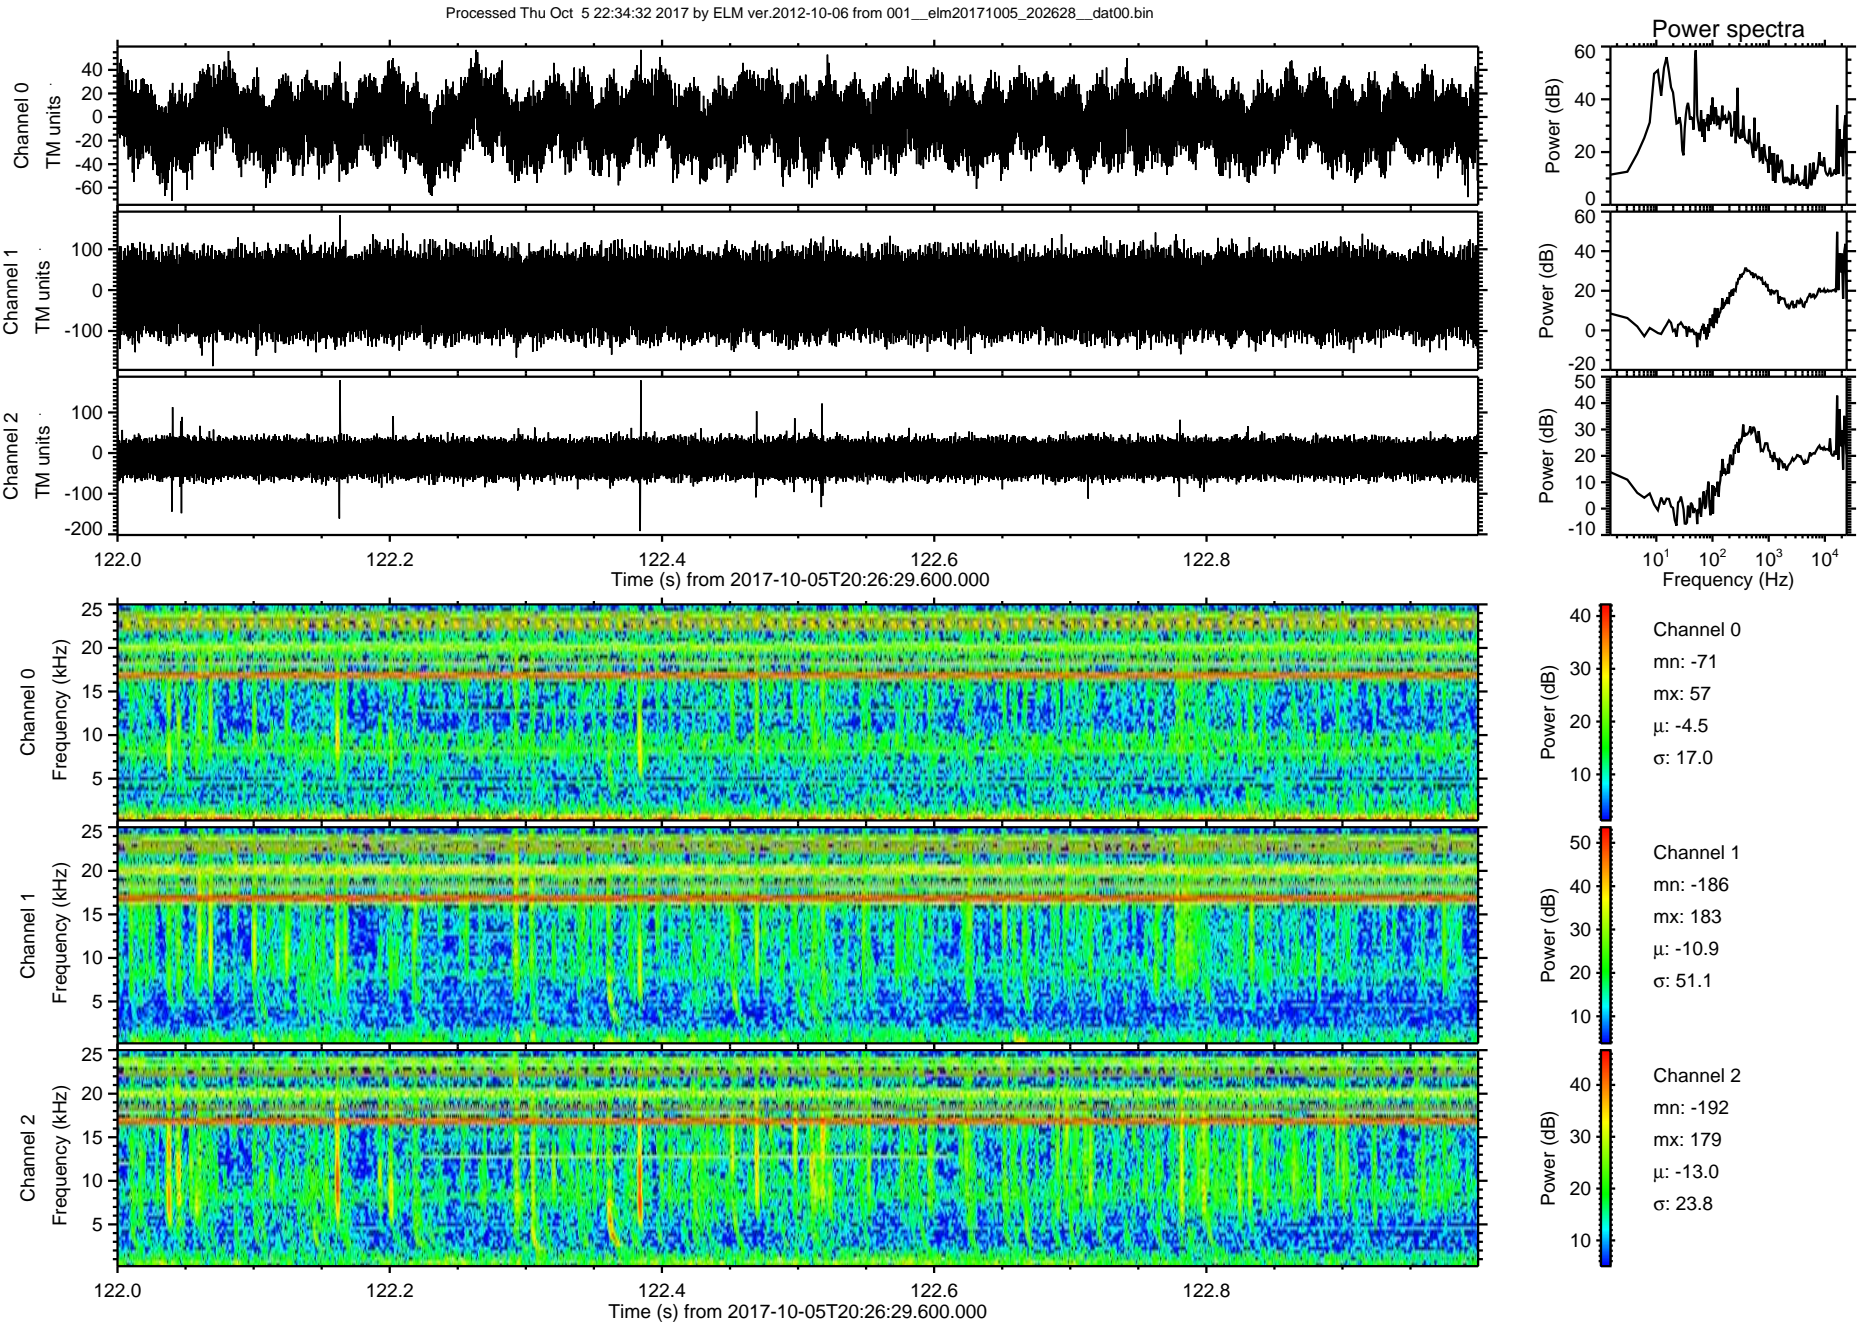 Processed Thu Oct  5 22:34:32 2017 by ELM ver.2012-10-06 from 001__elm20171005_202628__dat00.bin
Power spectra
Channel 0
TM units
40
20
0
-20
-40
-60
Power (dB)
60
40
20
0
Channel 1
TM units
100
0
-100
Power (dB)
60
40
20
0
-20
Channel 2
TM units
100
0
-100
-200
Power (dB)
50
40
30
20
10
0
-10
122.0 122.2 122.4 122.6 122.8
Time (s) from 2017-10-05T20:26:29.600.000
10¹ 10² 10³ 10⁴
Frequency (Hz)
Channel 0
Frequency (kHz)
25
20
15
10
5
Power (dB)
40
30
20
10
Channel 0
mn: -71
mx: 57
μ: -4.5
σ: 17.0
Channel 1
Frequency (kHz)
25
20
15
10
5
Power (dB)
50
40
30
20
10
Channel 1
mn: -186
mx: 183
μ: -10.9
σ: 51.1
Channel 2
Frequency (kHz)
25
20
15
10
5
Power (dB)
40
30
20
10
Channel 2
mn: -192
mx: 179
μ: -13.0
σ: 23.8
122.0 122.2 122.4 122.6 122.8
Time (s) from 2017-10-05T20:26:29.600.000